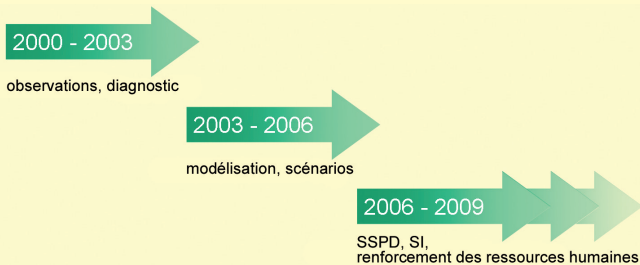 2000 - 2003
observations, diagnostic
2003 - 2006
modélisation, scénarios
2006 - 2009
SSPD, SI,
renforcement des ressources humaines